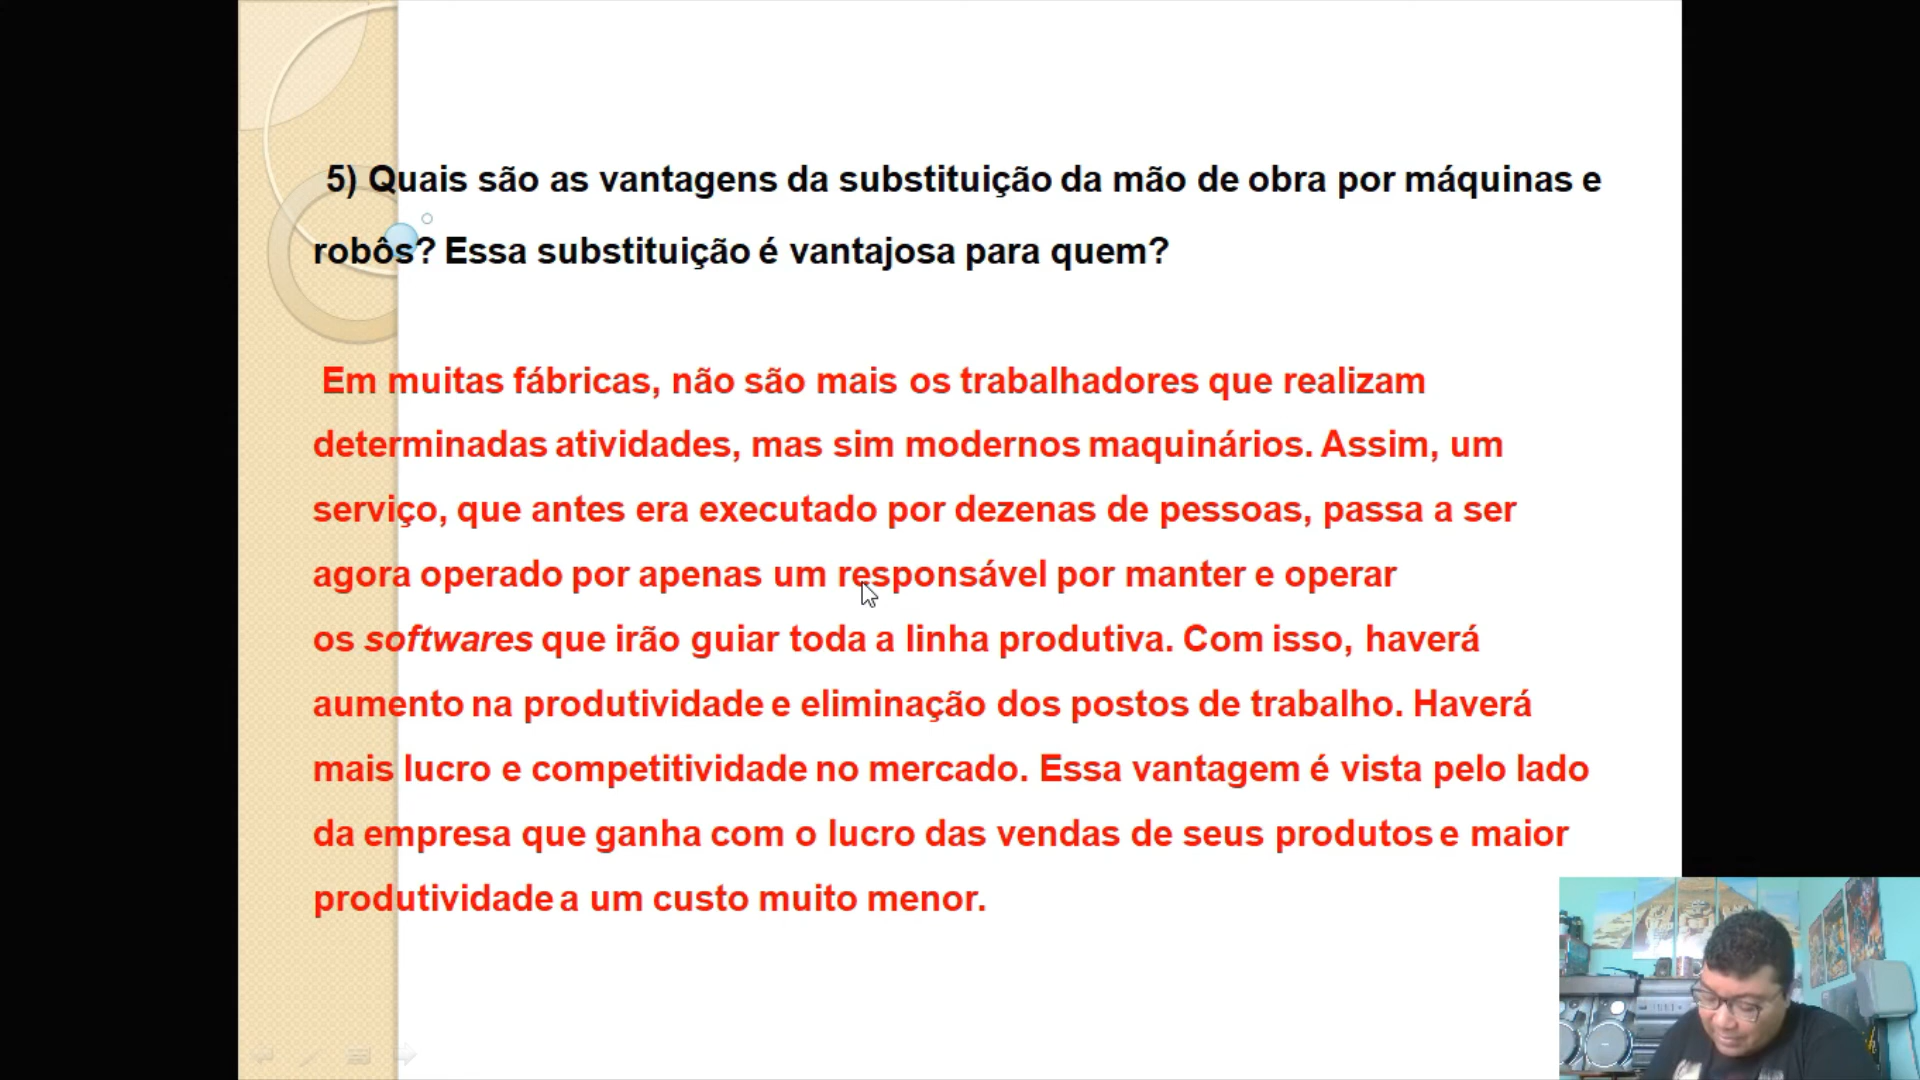 5) Quais são as vantagens da substituição da mão de obra por máquinas e
robôs? Essa substituição é vantajosa para quem?
Em muitas fábricas, não são mais os trabalhadores que realizam
determinadas atividades, mas sim modernos maquinários. Assim, um
serviço, que antes era executado por dezenas de pessoas, passa a ser
agora operado por apenas um responsável por manter e operar
os softwares que irão guiar toda a linha produtiva. Com isso, haverá
aumento na produtividade e eliminação dos postos de trabalho. Haverá
mais lucro e competitividade no mercado. Essa vantagem é vista pelo lado
da empresa que ganha com o lucro das vendas de seus produtos e maior
produtividade a um custo muito menor.